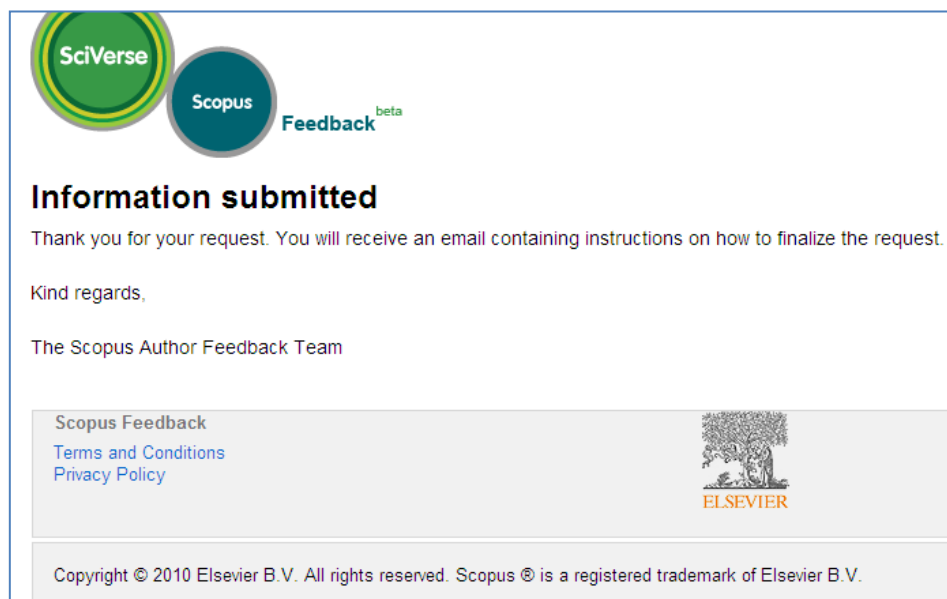 SciVerse
Scopus
Feedback beta
Information submitted
Thank you for your request. You will receive an email containing instructions on how to finalize the request.
Kind regards,
The Scopus Author Feedback Team
Scopus Feedback
Terms and Conditions
Privacy Policy
ELSEVIER
Copyright © 2010 Elsevier B.V. All rights reserved. Scopus ® is a registered trademark of Elsevier B.V.